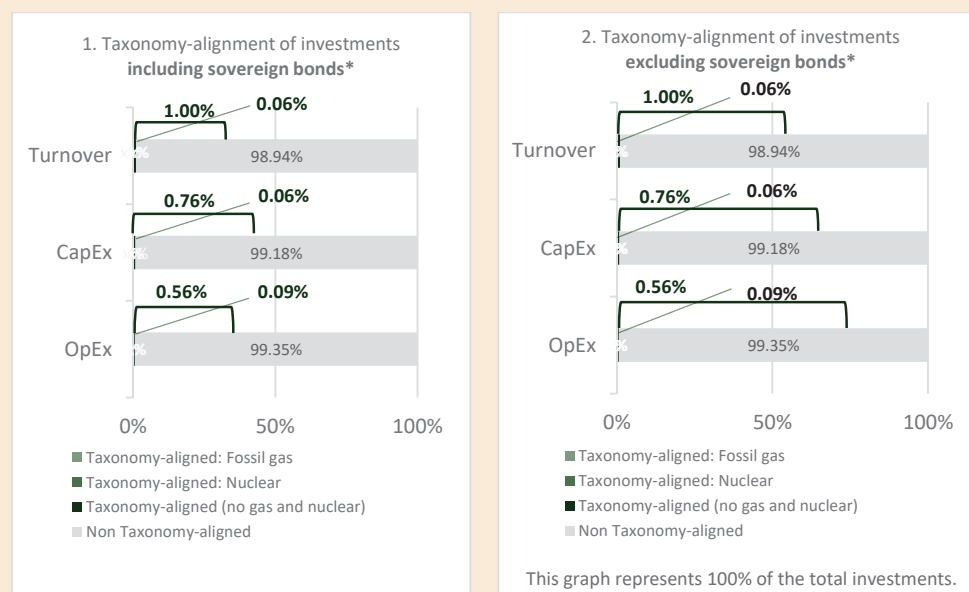 1. Taxonomy-alignment of investments
including sovereign bonds*
1.00%
0.06%
Turnover
98.94%
0.76%
0.06%
CapEx
99.18%
0.56%
0.09%
OpEx
99.35%
0%
50%
100%
Taxonomy-aligned: Fossil gas
Taxonomy-aligned: Nuclear
Taxonomy-aligned (no gas and nuclear)
Non Taxonomy-aligned
2. Taxonomy-alignment of investments
excluding sovereign bonds*
1.00%
0.06%
Turnover
98.94%
0.76%
0.06%
CapEx
99.18%
0.56%
0.09%
OpEx
99.35%
0%
50%
100%
Taxonomy-aligned: Fossil gas
Taxonomy-aligned: Nuclear
Taxonomy-aligned (no gas and nuclear)
Non Taxonomy-aligned
This graph represents 100% of the total investments.